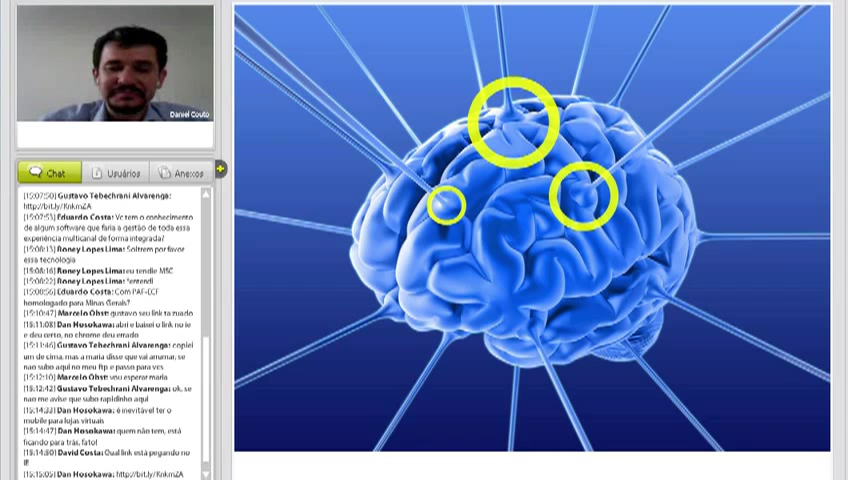 Daniel Couto
Chat
Usuários
Anexos
[15:07:50] Gustavo Tebechrani Alvarenga:
http://bit.ly/KnkmZA
[15:07:53] Eduardo Costa: Vc tem o conhecimento
de algum software que faria a gestão de toda essa
experiência multicanal de forma integrada?
[15:08:13] Roney Lopes Lima: Soltrem por favor
essa tecnologia
[15:08:16] Roney Lopes Lima: eu tendie MSC
[15:08:22] Roney Lopes Lima: *entendi
[15:08:56] Eduardo Costa: Com PAF-ECF
homologado para Minas Gerais?
[15:10:47] Marcelo Obst: gustavo seu link ta zuado
[15:11:08] Dan Hosokawa: abri e baixei o link no ie
e deu certo, no chrome deu errado
[15:11:46] Gustavo Tebechrani Alvarenga: copiei
um de cima, mas a maria disse que vai arrumar, se
nao subo aqui no meu ftp e passo para vcs
[15:12:10] Marcelo Obst: vou esperar maria
[15:12:42] Gustavo Tebechrani Alvarenga: ok, se
nao me avise que subo rapidinho aqui
[15:14:33] Dan Hosokawa: é inevitável ter o
mobile para lojas virtuais
[15:14:47] Dan Hosokawa: quem não tem, está
ficando para trás, fato!
[15:14:50] David Costa: Qual link está pegando no
IE
[15:15:05] Dan Hosokawa: http://bit.ly/KnkmZA